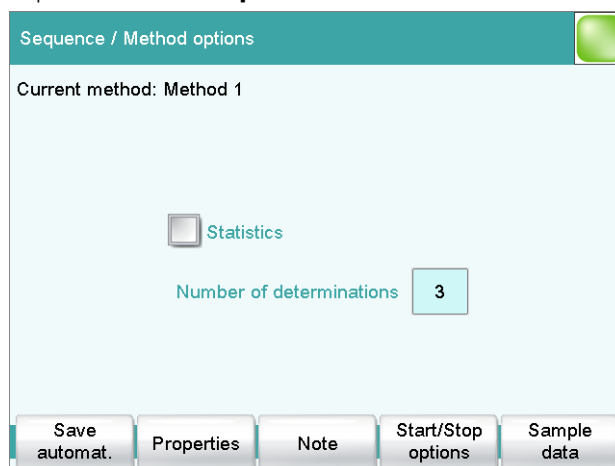 Sequence / Method options
Current method: Method 1
Statistics
Number of determinations 3
Save automat.
Properties
Note
Start/Stop options
Sample data